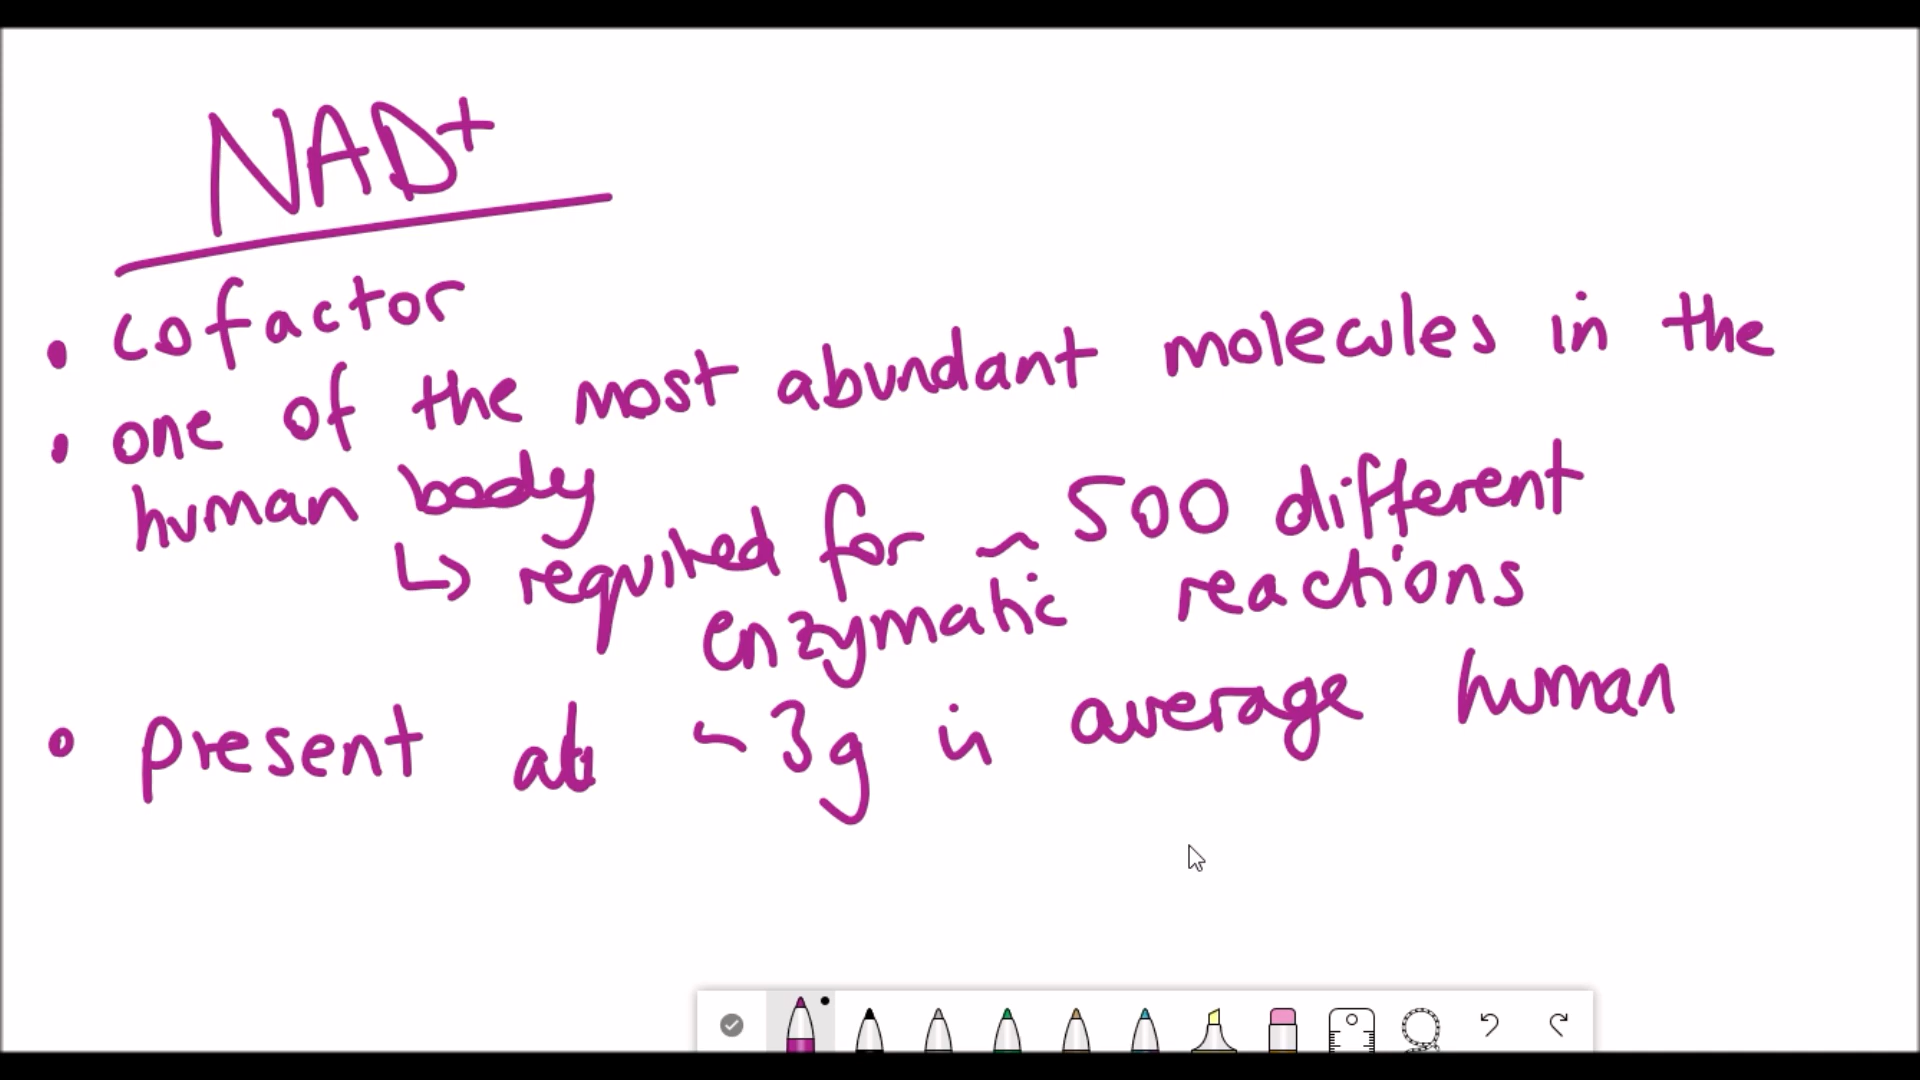 NAD+
• cofactor
• one of the most abundant molecules in the
human body
↳ required for ~ 500 different
enzymatic reactions
• Present at ~3g in average human